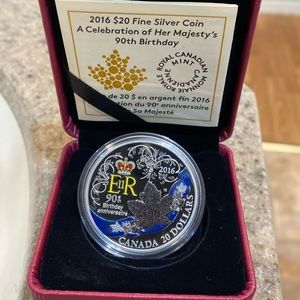 2016 $20 Fine Silver Coin
A Celebration of Her Majesty's
90th Birthday
ROYAL CANADIAN MINT
MONNAIE ROYALE CANADIENNE
de 20 $ en argent fin 2016
du 90e anniversaire
Sa Majesté
2016
EIIR
90
Birthday
anniversaire
CANADA 20 DOLLARS